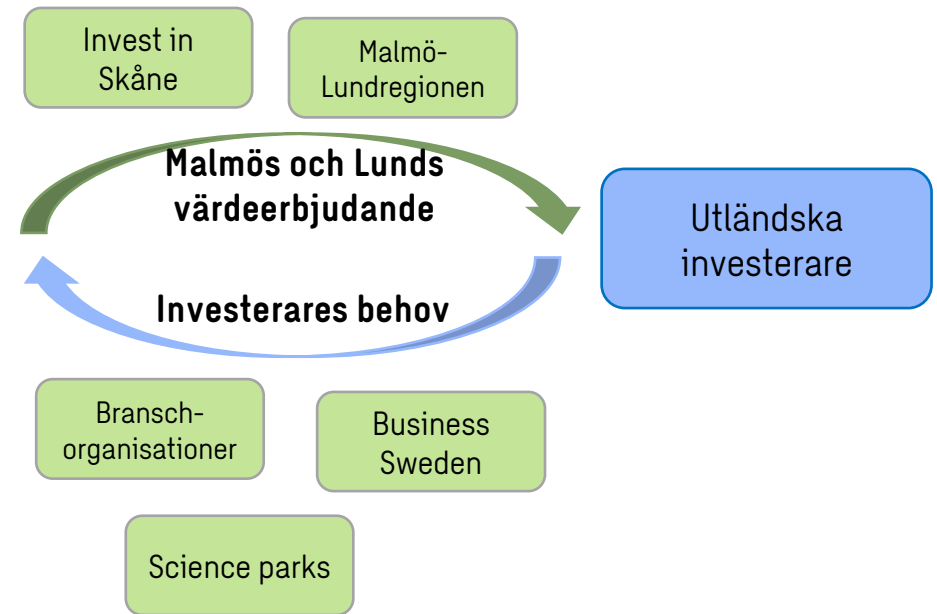 Invest in
Skåne
Malmö-
Lundregionen
Malmös och Lunds
värdeerbjudande
Utländska
investerare
Investerares behov
Bransch-
organisationer
Business
Sweden
Science parks